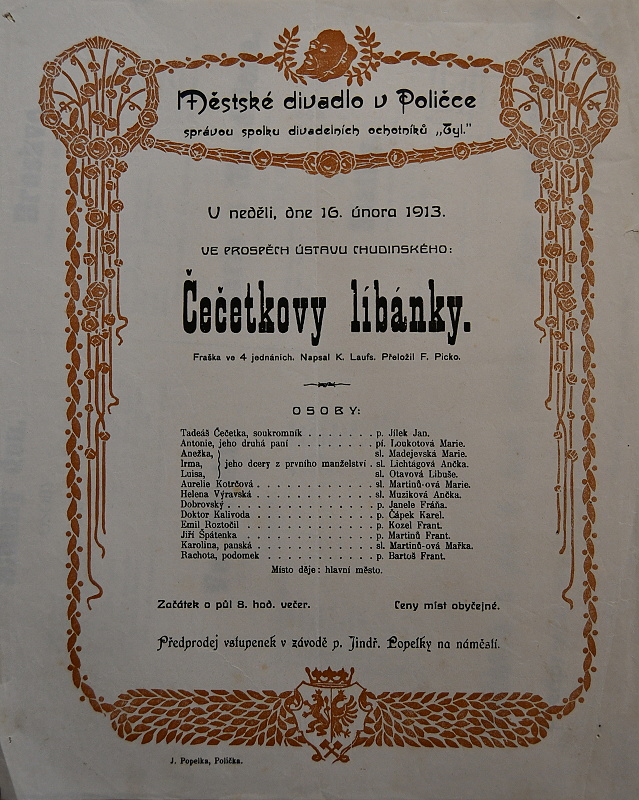 Městské divadlo v Poličce
správou spolku divadelních ochotníků „Tyl."
U neděli, dne 16. února 1913.
VE PROSPĚCH ÚSTAVU CHUDINSKÉHO:
Čečetkovy líbánky.
Fraška ve 4 jednáních. Napsal K. Laufs. Přeložil F. Picko.
OSOBY:
Tadeáš Čečetka, soukromník . . . . . . . p. Jílek Jan.
Antonie, jeho druhá paní . . . . . . . . pí. Loukotová Marie.
Anežka, sl. Madejevská Marie.
Irma, } jeho dcery z prvního manželství . sl. Lichtágová Ančka.
Luisa, sl. Otavová Libuše.
Aurelie Kotrčová . . . . . . . . . . . sl. Martinů-ová Marie.
Helena Výravská . . . . . . . . . . . sl. Muziková Ančka.
Dobrovský . . . . . . . . . . . . . . p. Janele Fráňa.
Doktor Kalivoda . . . . . . . . . . . p. Čápek Karel.
Emil Roztočil . . . . . . . . . . . . p. Kozel Frant.
Jiří Špátenka . . . . . . . . . . . . p. Martinů Frant.
Karolina, panská . . . . . . . . . . . sl. Martinů-ová Mařka.
Rachota, podomek . . . . . . . . . . . p. Bartoš Frant.
Místo děje: hlavní město.
Začátek o půl 8. hod. večer. Ceny míst obyčejné.
Předprodej vstupenek v závodě p. Jindř. Popelky na náměstí.
J. Popelka, Polička.